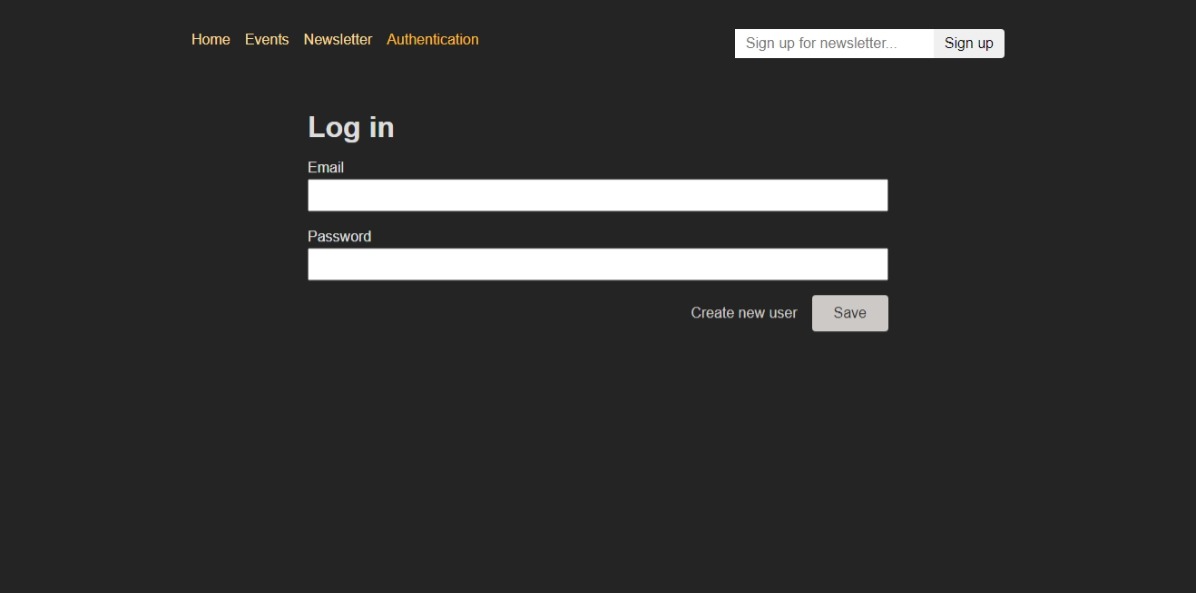 Home Events Newsletter Authentication Sign up for newsletter... Sign up
Log in
Email
Password
Create new user Save